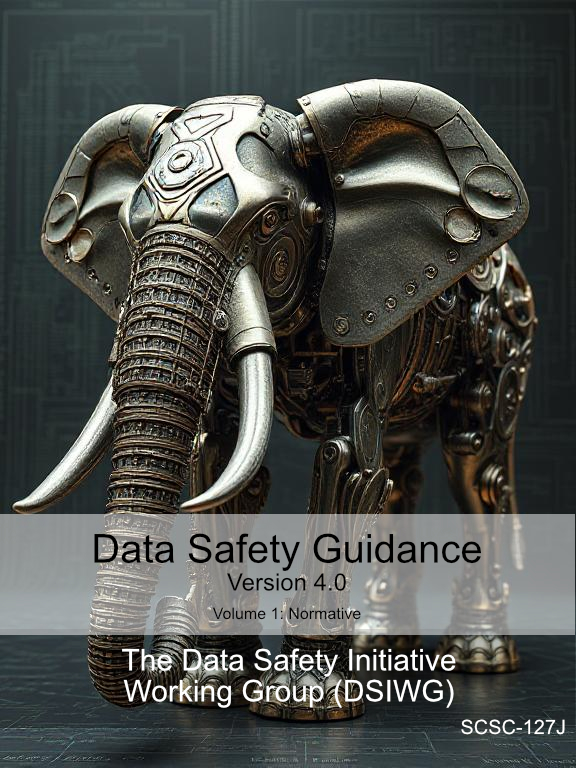 Data Safety Guidance
Version 4.0
Volume 1: Normative
The Data Safety Initiative
Working Group (DSIWG)
SCSC-127J